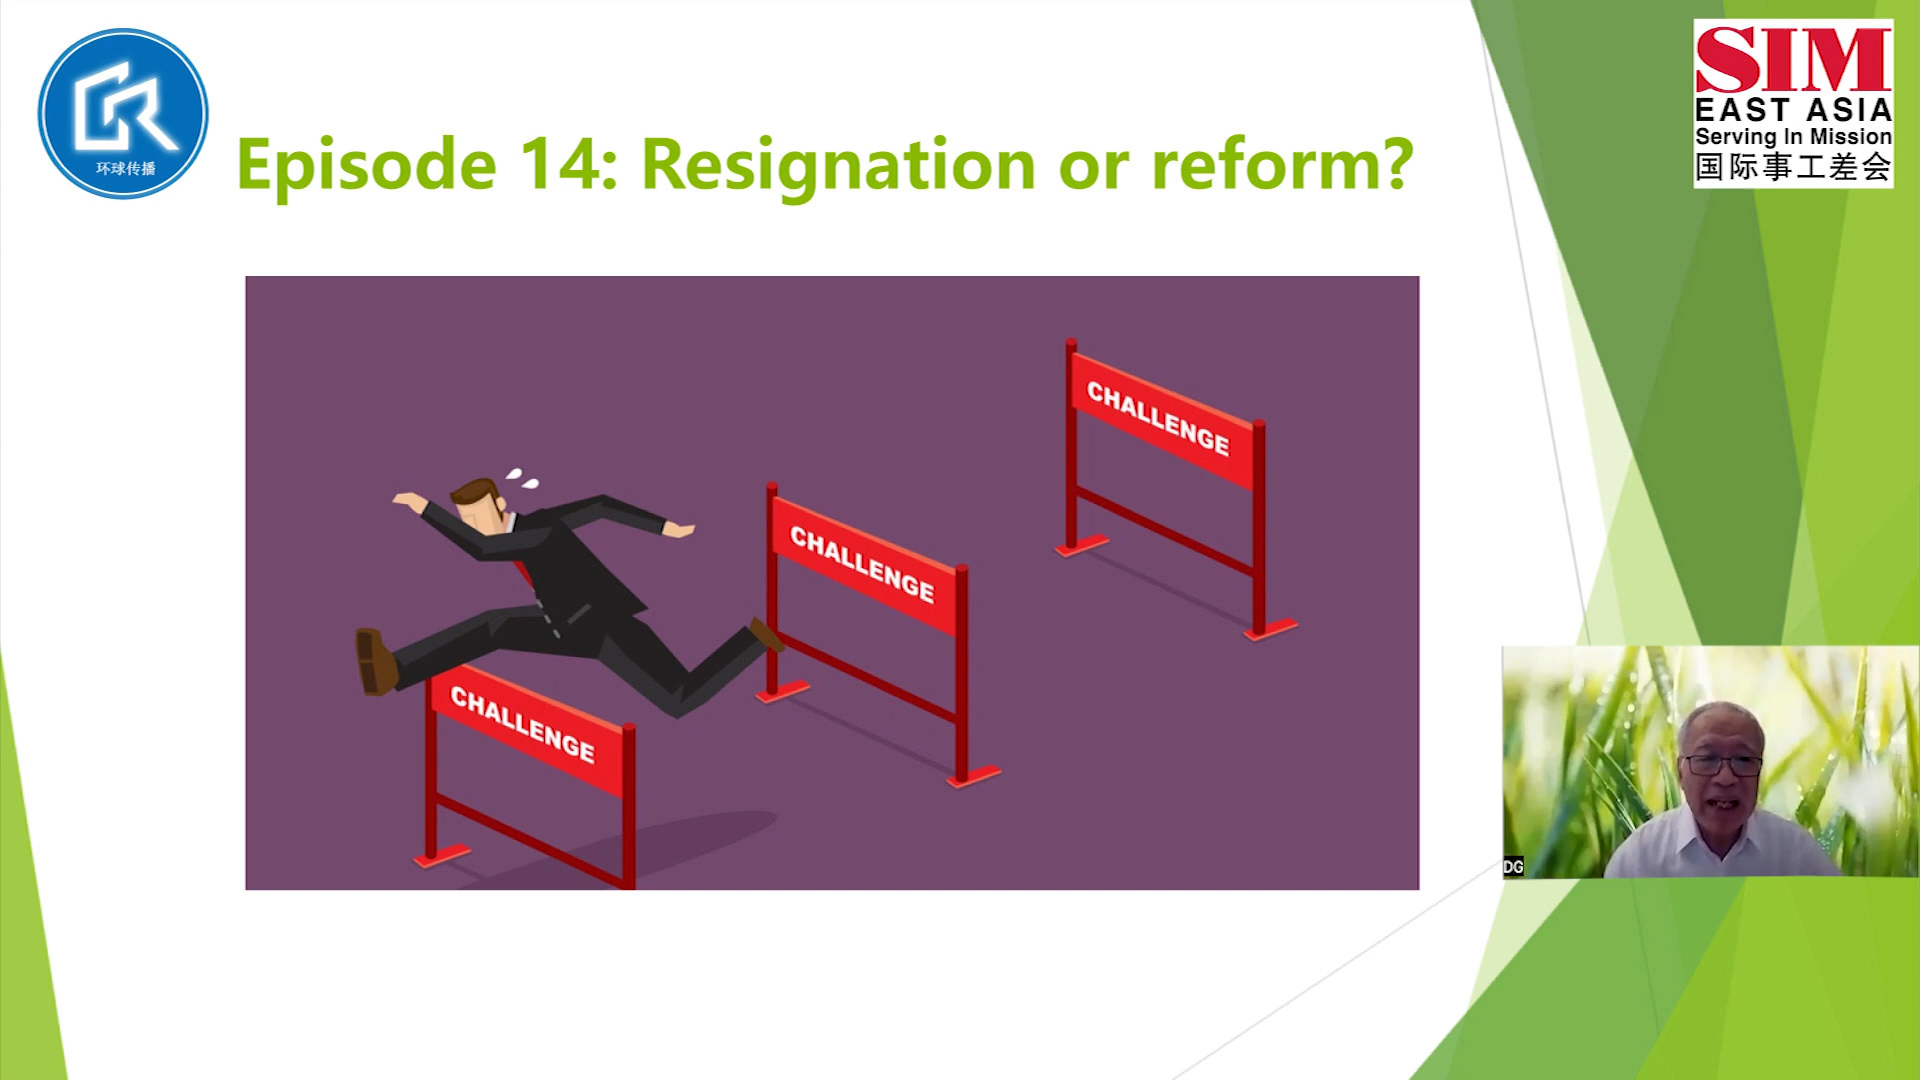 环球传播
Episode 14: Resignation or reform?
SIM
EAST ASIA
Serving In Mission
国际事工差会
CHALLENGE
CHALLENGE
CHALLENGE
DG